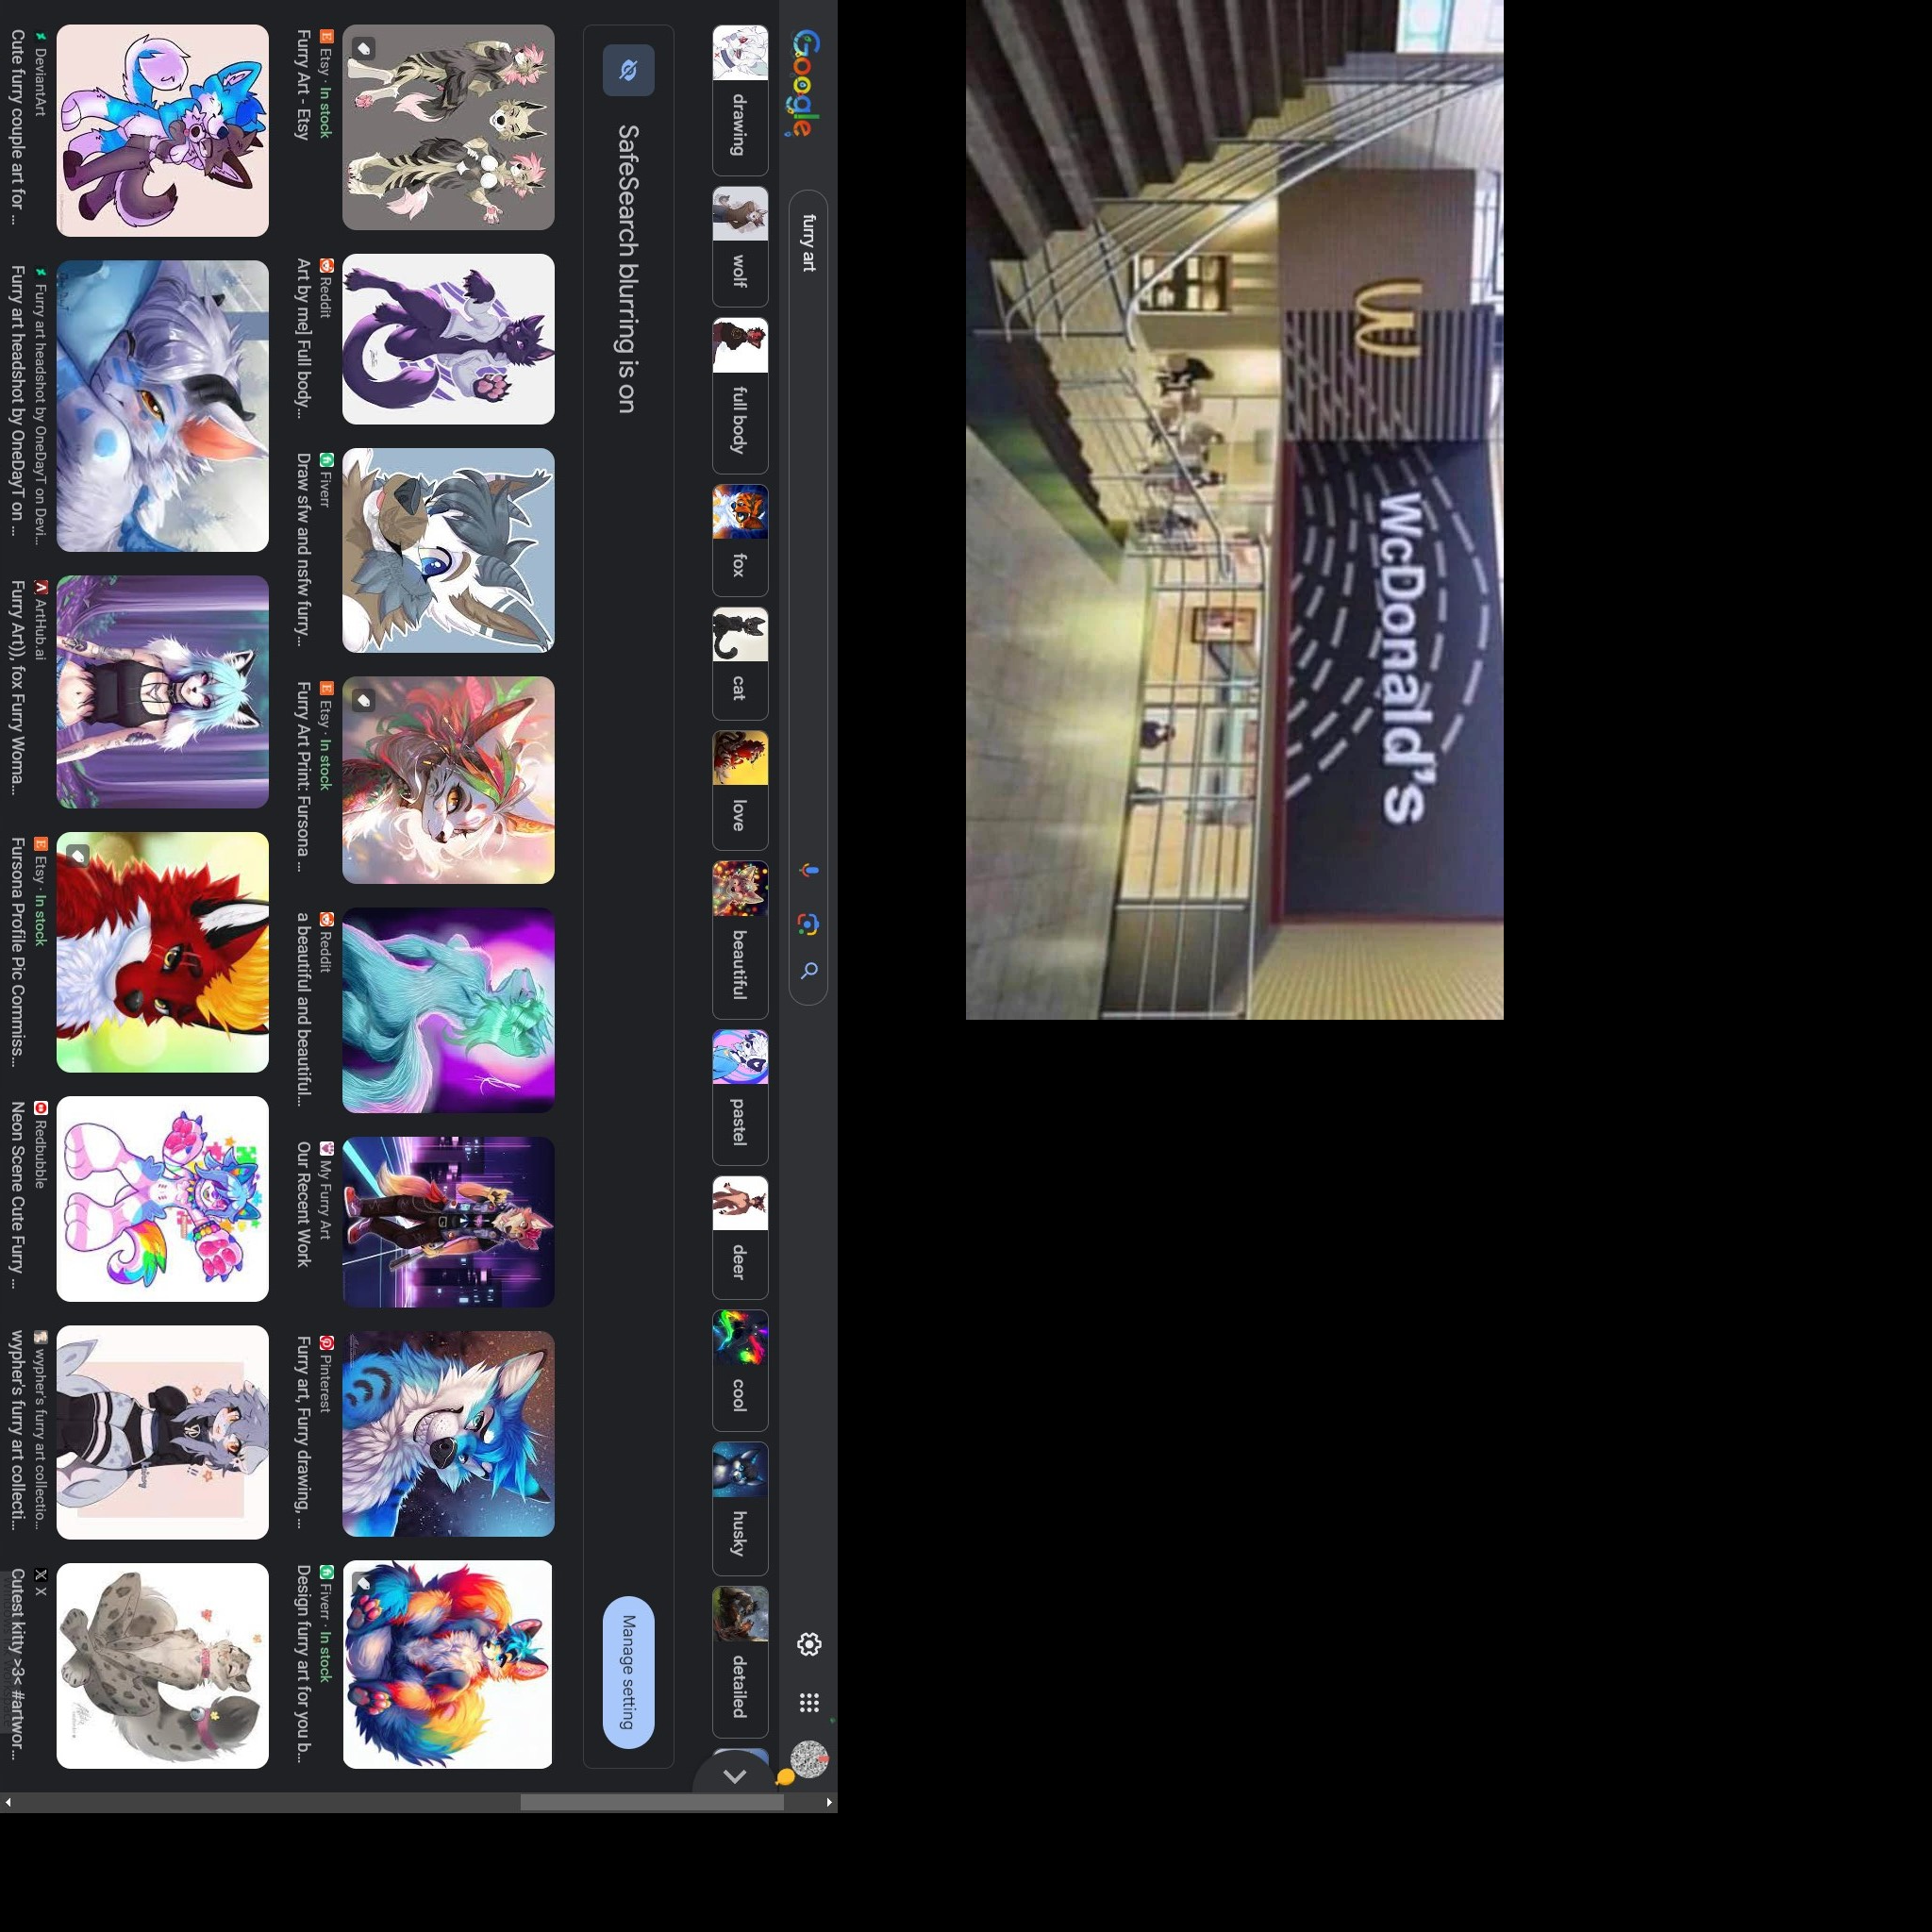 Google
furry art
drawing
wolf
full body
fox
cat
love
beautiful
pastel
deer
cool
husky
detailed
SafeSearch blurring is on
Manage setting
Etsy · In stock
Furry Art - Etsy
Reddit
Art by me] Full body...
Fiverr
Draw sfw and nsfw furry...
Etsy · In stock
Furry Art Print: Fursona ...
Reddit
a beautiful and beautiful...
My Furry Art
Our Recent Work
Pinterest
Furry art, Furry drawing, ...
Fiverr · In stock
Design furry art for you b...
DeviantArt
Cute furry couple art for ...
Furry art headshot by OneDayT on Devi...
Furry art headshot by OneDayT on ...
ArtHub.ai
Furry Art)), fox Furry Woma...
Etsy · In stock
Fursona Profile Pic Commiss...
Redbubble
Neon Scene Cute Furry ...
wypher's furry art collectio...
wypher's furry art collecti...
X
Cutest kitty >3< #artwor...
WcDonald's